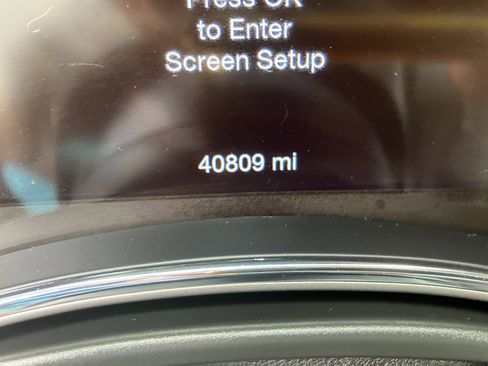 Press OK
to Enter
Screen Setup
40809 mi